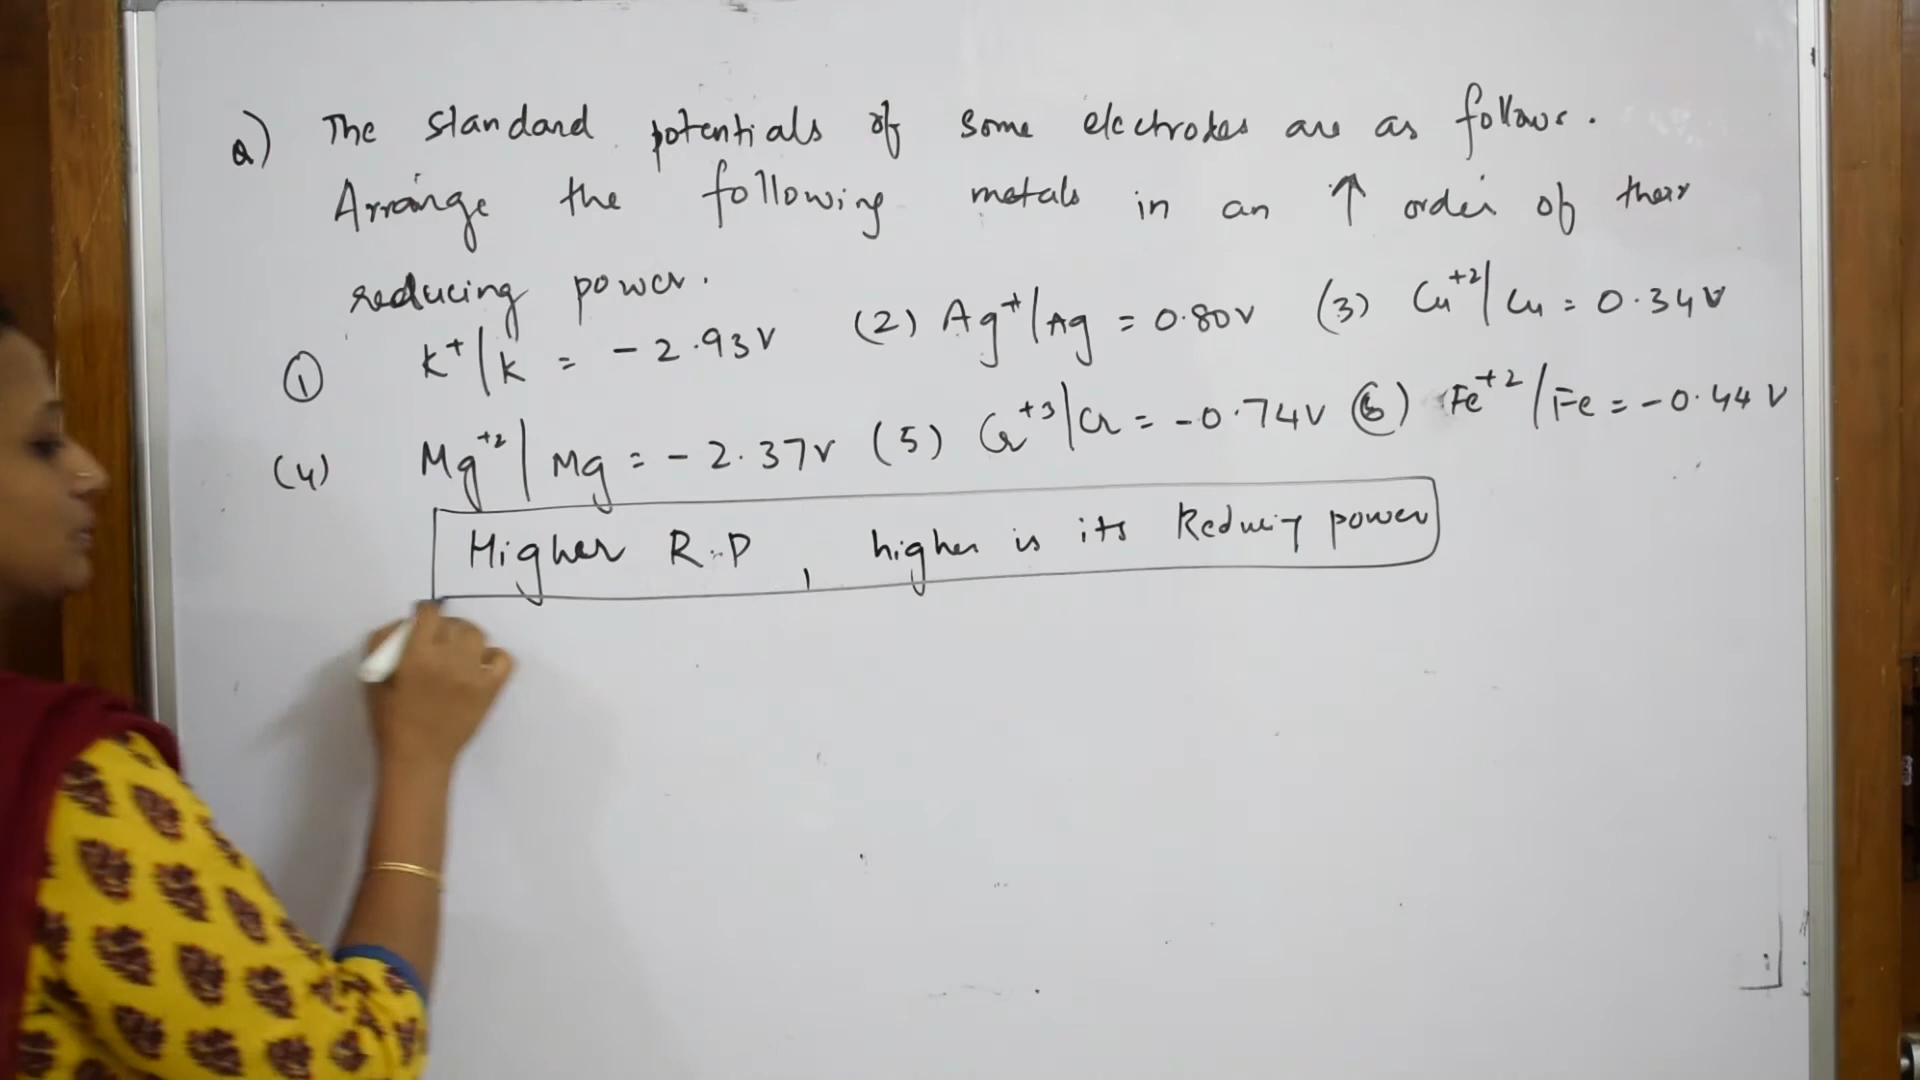 Q) The standard potentials of some electrodes are as follows.
Arrange the following metals in an ↑ order of their
reducing power.
① K⁺/K = -2.93V (2) Ag⁺/Ag = 0.80V (3) Cu⁺²/Cu = 0.34V
(4) Mg⁺²/Mg = -2.37V (5) Cr⁺³/Cr = -0.74V ⑥) Fe⁺²/Fe = -0.44V
Higher R.P, higher is its Reducing power